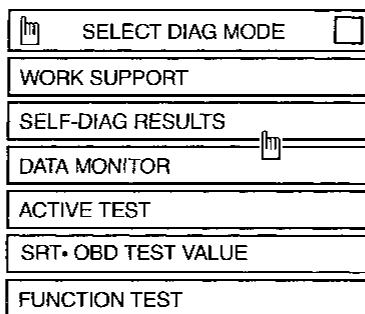 SELECT DIAG MODE
WORK SUPPORT
SELF-DIAG RESULTS
DATA MONITOR
ACTIVE TEST
SRT• OBD TEST VALUE
FUNCTION TEST